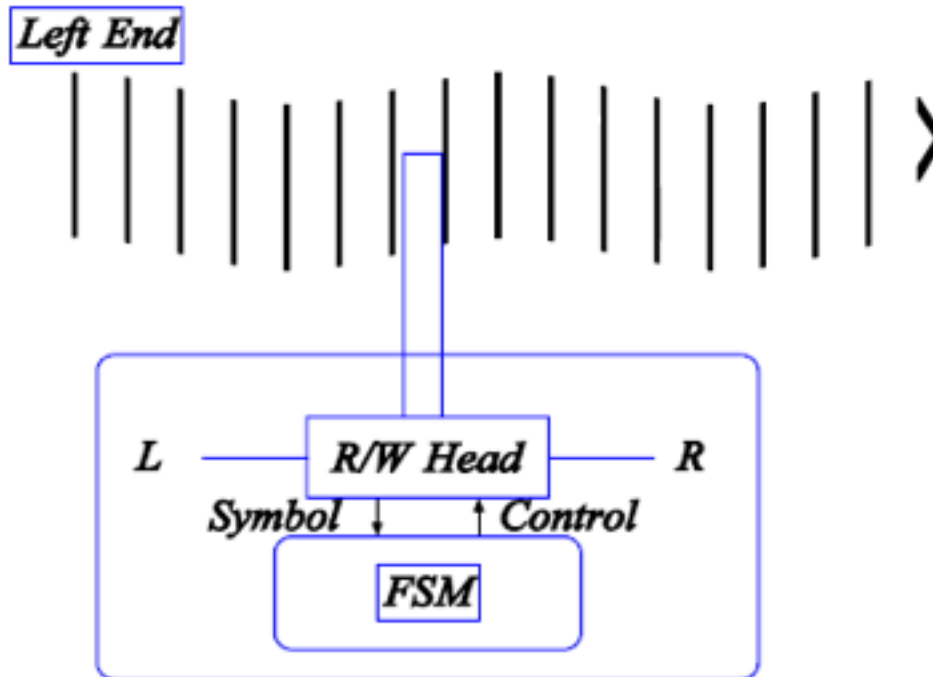 Left End
L
R/W Head
R
Symbol
Control
FSM